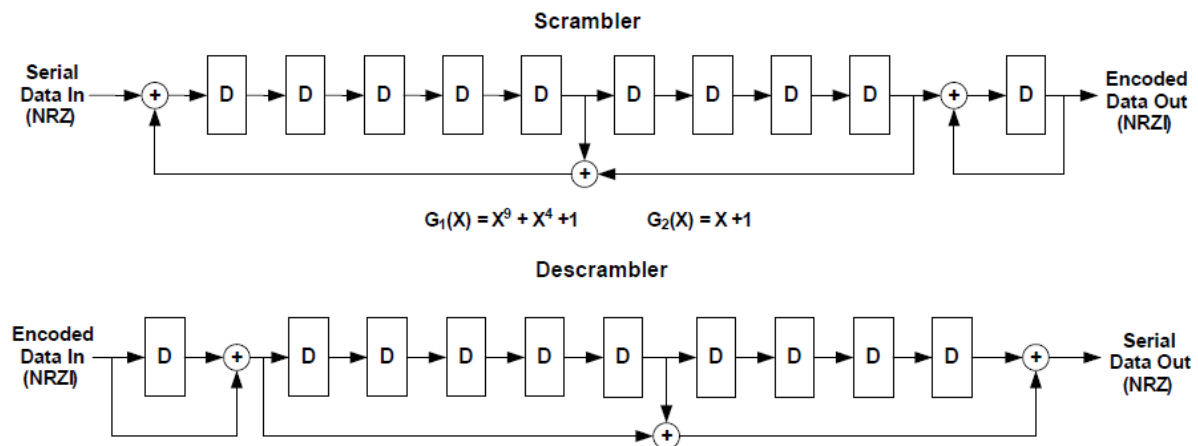 Scrambler
Serial
Data In
(NRZ)
+
D
D
D
D
D
D
D
D
D
+
D
Encoded
Data Out
(NRZI)
+
G₁(X) = X⁹ + X⁴ +1
G₂(X) = X +1
Descrambler
Encoded
Data In
(NRZI)
D
+
D
D
D
D
D
D
D
D
D
+
Serial
Data Out
(NRZ)
+